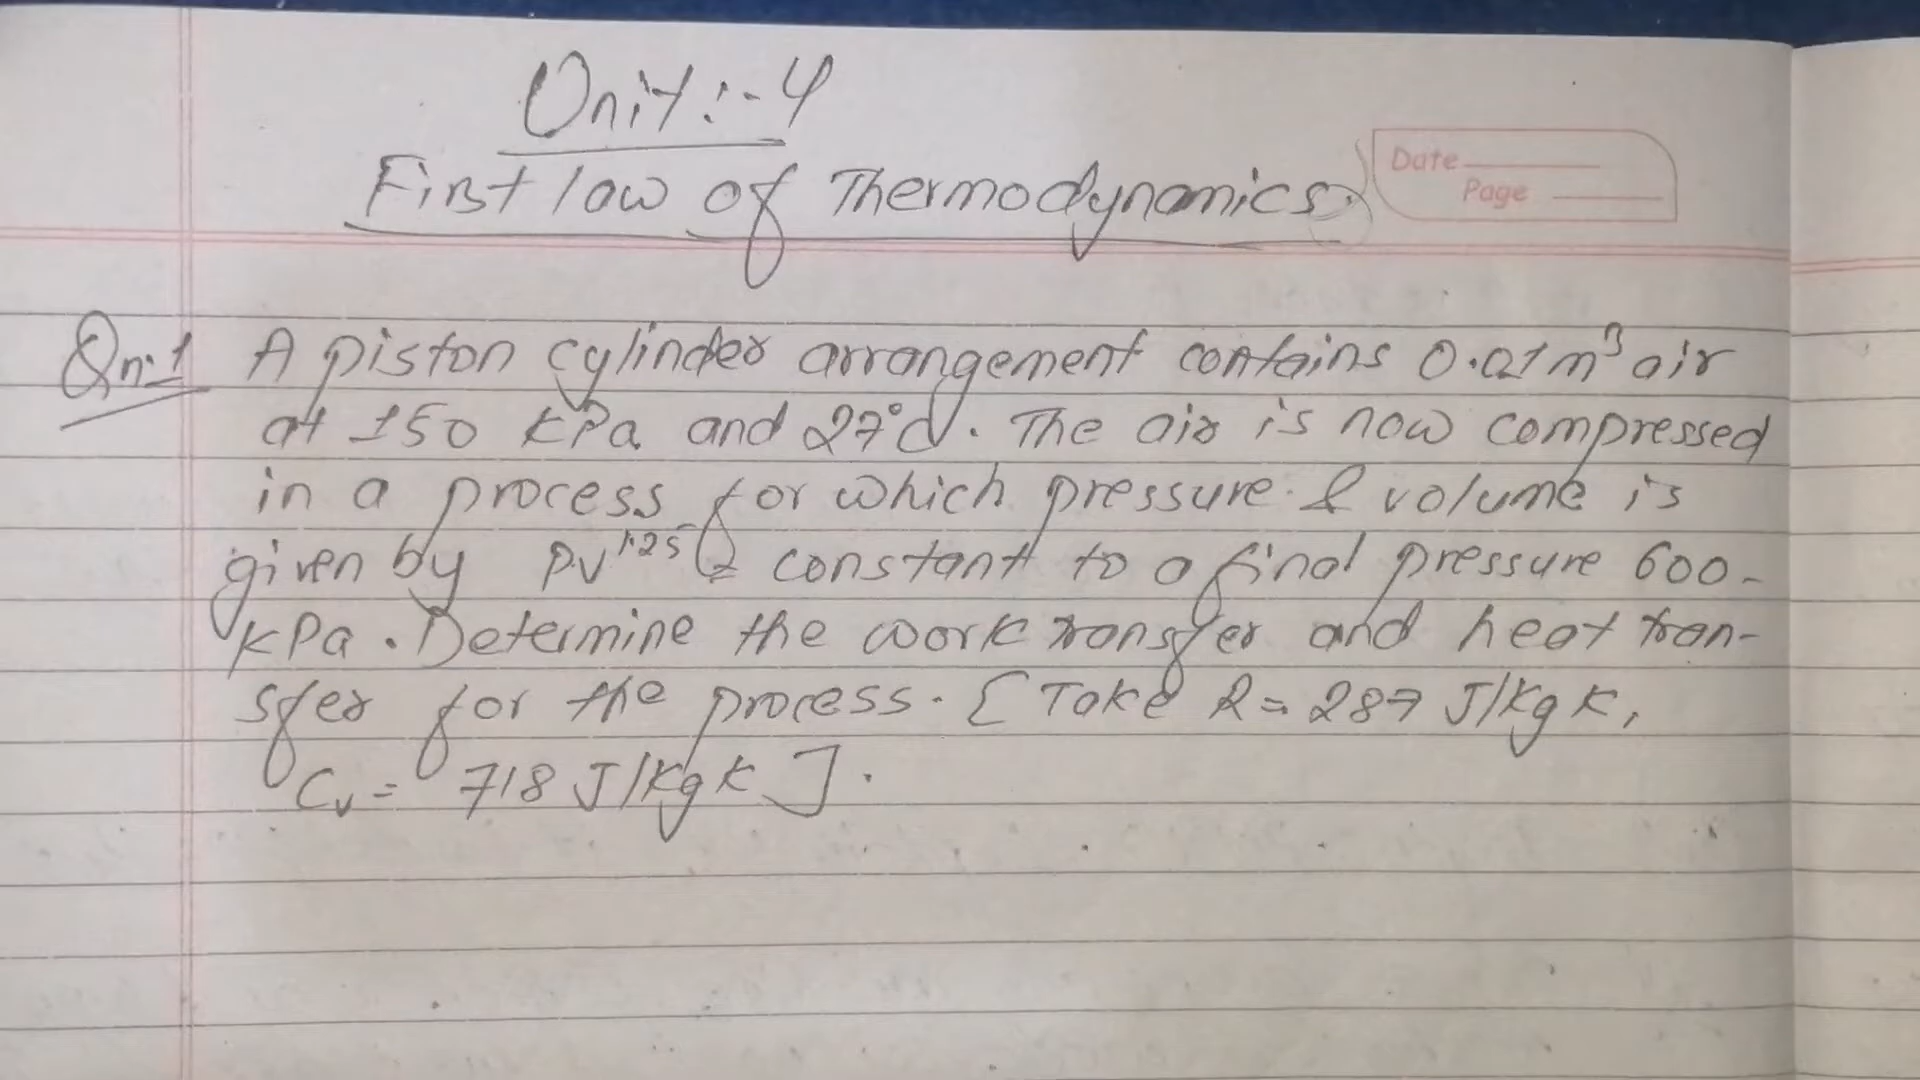 Unit:-4
First law of Thermodynamics.
Date
Page
Qn:1 A piston cylinder arrangement contains 0.01m³ air
at 150 kPa and 27°C. The air is now compressed
in a process for which pressure & volume is
given by PV^1.25 = constant to a final pressure 600-
kPa. Determine the work transfer and heat tran-
sfer for the process. [Take R = 287 J/kgK,
Cv = 718 J/kgK].